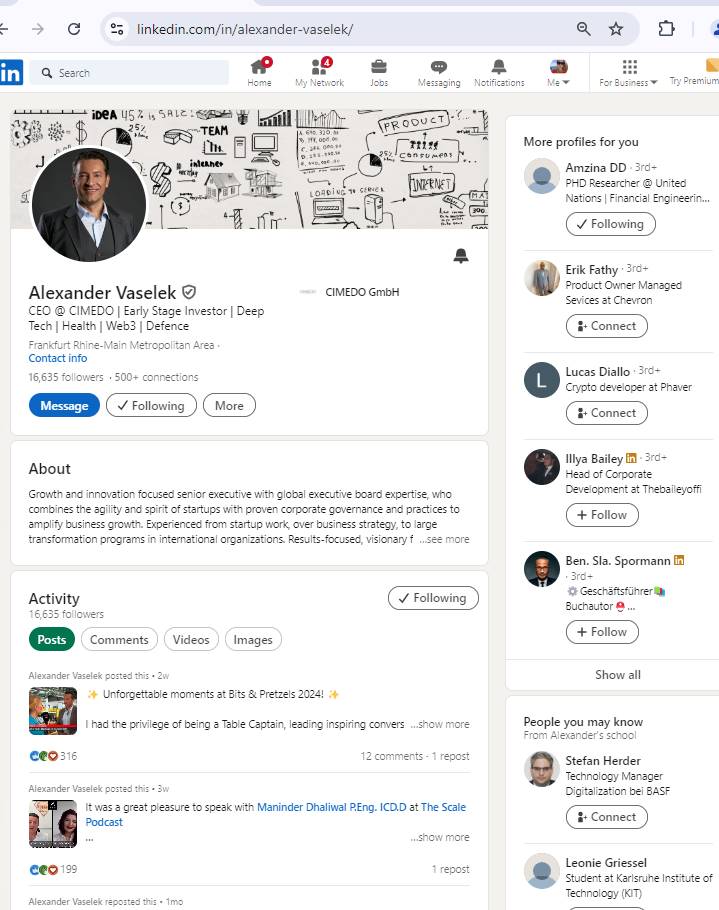 linkedin.com/in/alexander-vaselek/
in
Search
Home
4
My Network
Jobs
Messaging
Notifications
Me
For Business
Try Premium
iDEA 45% is SALE!
25%
TEAM
internet
LOADING to SERVER
PRODUCT
CONSUMERS
INTERNET
25%
Alexander Vaselek
CEO @ CIMEDO | Early Stage Investor | Deep
Tech | Health | Web3 | Defence
CIMEDO GmbH
Frankfurt Rhine-Main Metropolitan Area ·
Contact info
16,635 followers · 500+ connections
Message
Following
More
About
Growth and innovation focused senior executive with global executive board expertise, who
combines the agility and spirit of startups with proven corporate governance and practices to
amplify business growth. Experienced from startup work, over business strategy, to large
transformation programs in international organizations. Results-focused, visionary f ...see more
Activity
16,635 followers
Following
Posts
Comments
Videos
Images
Alexander Vaselek posted this • 2w
✨ Unforgettable moments at Bits & Pretzels 2024! ✨
I had the privilege of being a Table Captain, leading inspiring convers ...show more
316
12 comments · 1 repost
Alexander Vaselek posted this • 3w
It was a great pleasure to speak with Maninder Dhaliwal P.Eng. ICD.D at The Scale
Podcast
...
...show more
199
1 repost
Alexander Vaselek reposted this • 1mo
More profiles for you
Amzina DD · 3rd+
PHD Researcher @ United
Nations | Financial Engineerin...
Following
Erik Fathy · 3rd+
Product Owner Managed
Sevices at Chevron
Connect
L
Lucas Diallo · 3rd+
Crypto developer at Phaver
Connect
Illya Bailey in · 3rd+
Head of Corporate
Development at Thebaileyoffi
+ Follow
Ben. Sla. Spormann in
· 3rd+
Geschäftsführer
Buchautor ...
+ Follow
Show all
People you may know
From Alexander's school
Stefan Herder
Technology Manager
Digitalization bei BASF
Connect
Leonie Griessel
Student at Karlsruhe Institute of
Technology (KIT)